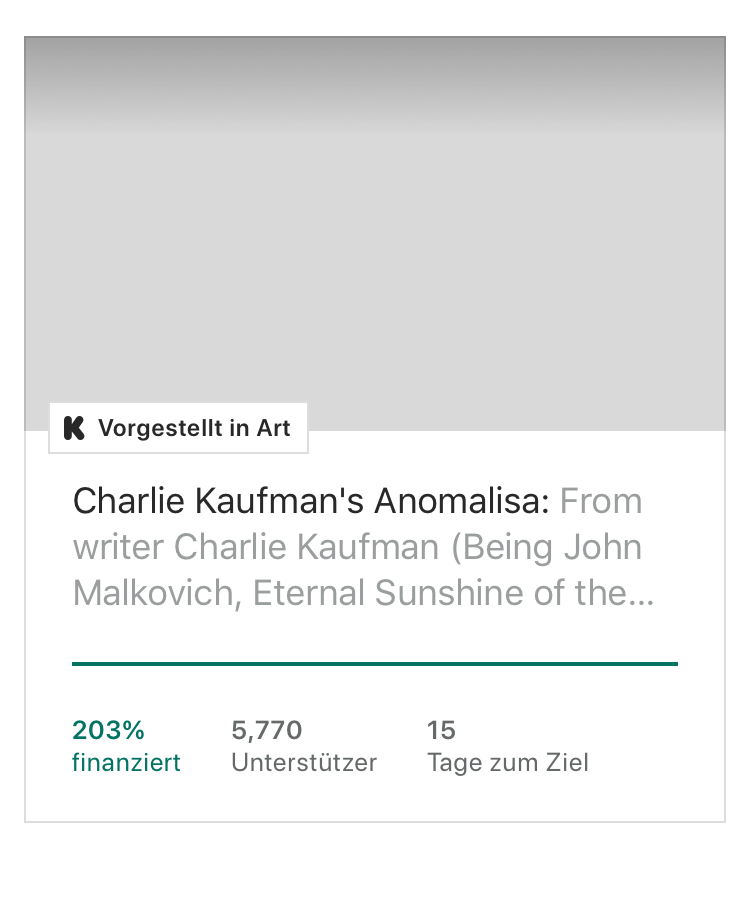 Vorgestellt in Art
Charlie Kaufman's Anomalisa: From
writer Charlie Kaufman (Being John
Malkovich, Eternal Sunshine of the...
203% 5,770 15
finanziert Unterstützer Tage zum Ziel